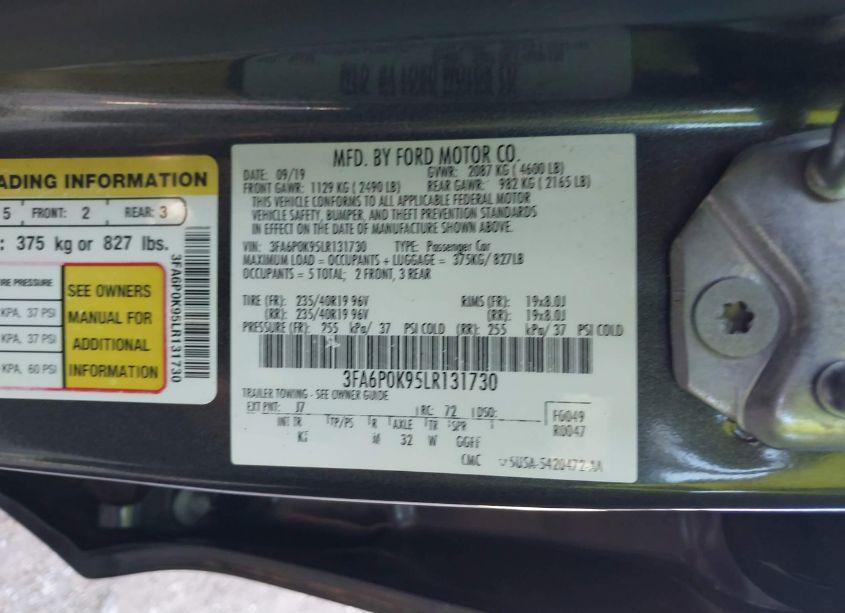 ADING INFORMATION
5 FRONT: 2 REAR: 3
: 375 kg or 827 lbs.
IRE PRESSURE
KPA, 37 PSI
KPA, 37 PSI
KPA, 60 PSI
SEE OWNERS
MANUAL FOR
ADDITIONAL
INFORMATION
3FA6P0K95LR131730
MFD. BY FORD MOTOR CO.
DATE: 09/19 GVWR: 2087 KG ( 4600 LB)
FRONT GAWR: 1129 KG ( 2490 LB) REAR GAWR: 982 KG ( 2165 LB)
THIS VEHICLE CONFORMS TO ALL APPLICABLE FEDERAL MOTOR
VEHICLE SAFETY, BUMPER, AND THEFT PREVENTION STANDARDS
IN EFFECT ON THE DATE OF MANUFACTURE SHOWN ABOVE.
VIN: 3FA6P0K95LR131730 TYPE: Passenger Car
MAXIMUM LOAD = OCCUPANTS + LUGGAGE = 375KG/ 827LB
OCCUPANTS = 5 TOTAL; 2 FRONT, 3 REAR
TIRE (FR): 235/40R19 96V RIMS (FR): 19x8.0J
(RR): 235/40R19 96V (RR): 19x8.0J
PRESSURE (FR): 255 kPa/ 37 PSI COLD (RR): 255 kPa/ 37 PSI COLD
3FA6P0K95LR131730
TRAILER TOWING - SEE OWNER GUIDE
EXT PNT: J7 RC: 72 DSO: F0049
INT TR TP/PS R AXLE TR SPR R0047
M 32 W GGFF
CMC 5U5A-5420472-AA